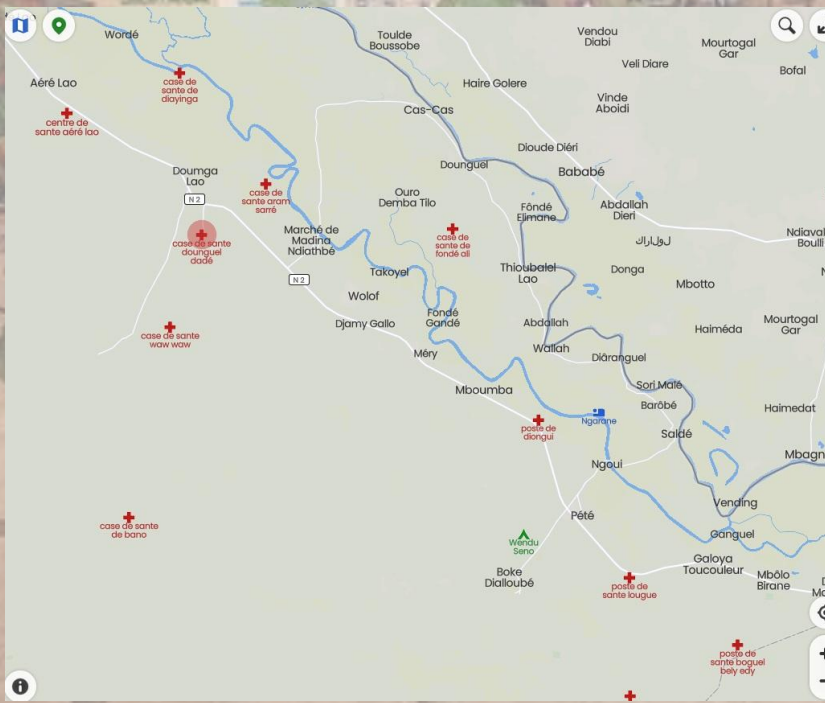 Wordé
Toulde
Boussobe
Vendou
Diabi
Mourtogal
Gar
Veli Diare
Bofal
Aéré Lao
case de
sante de
diayinga
Haire Golere
Vinde
Aboidi
centre de
sante aéré lao
Cas-Cas
Dioude Diéri
Doumga
Lao
Dounguel
Bababé
N 2
case de
sante aram
sarré
Ouro
Demba Tilo
Fôndé
Elimane
Abdallah
Dieri
case de sante
dounguel
dadé
Marché de
Madina
Ndiathbé
case de
sante de
fondé ali
Ndiaval
Boulli
N 2
Takoyel
Thioubalel
Lao
Donga
Mbotto
Wolof
Djamy Gallo
Fondé
Gandé
Abdallah
Haiméda
Mourtogal
Gar
case de sante
waw waw
Méry
Wallah
Diâranguel
Mboumba
Sori Malé
Barôbé
Haimedat
poste de
diongui
Ngarane
Saldé
Mbagn
Ngoui
case de sante
de bano
Pété
Vending
Wendu
Seno
Ganguel
Boke
Dialloubé
poste de
sante lougue
Galoya
Toucouleur
Mbôlo
Birane
poste de
sante boguel
bely edy